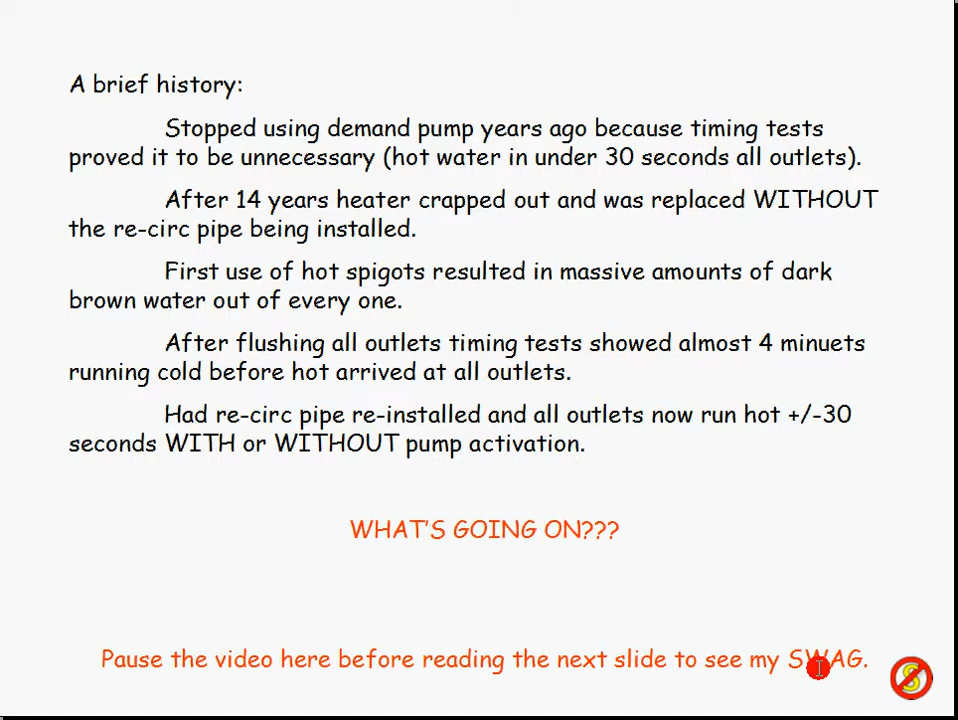 A brief history:
Stopped using demand pump years ago because timing tests
proved it to be unnecessary (hot water in under 30 seconds all outlets).
After 14 years heater crapped out and was replaced WITHOUT
the re-circ pipe being installed.
First use of hot spigots resulted in massive amounts of dark
brown water out of every one.
After flushing all outlets timing tests showed almost 4 minuets
running cold before hot arrived at all outlets.
Had re-circ pipe re-installed and all outlets now run hot +/-30
seconds WITH or WITHOUT pump activation.
WHAT'S GOING ON???
Pause the video here before reading the next slide to see my SWAG.
S